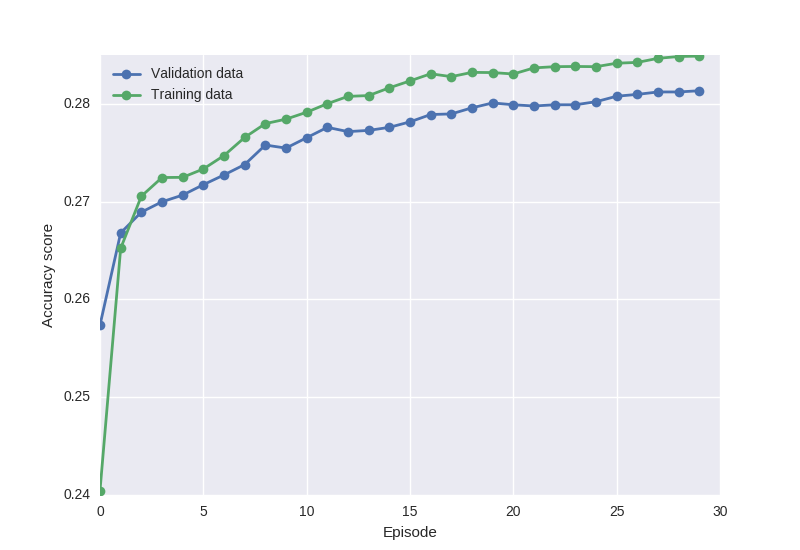 Validation data
Training data
Accuracy score
0.28
0.27
0.26
0.25
0.24
0 5 10 15 20 25 30
Episode